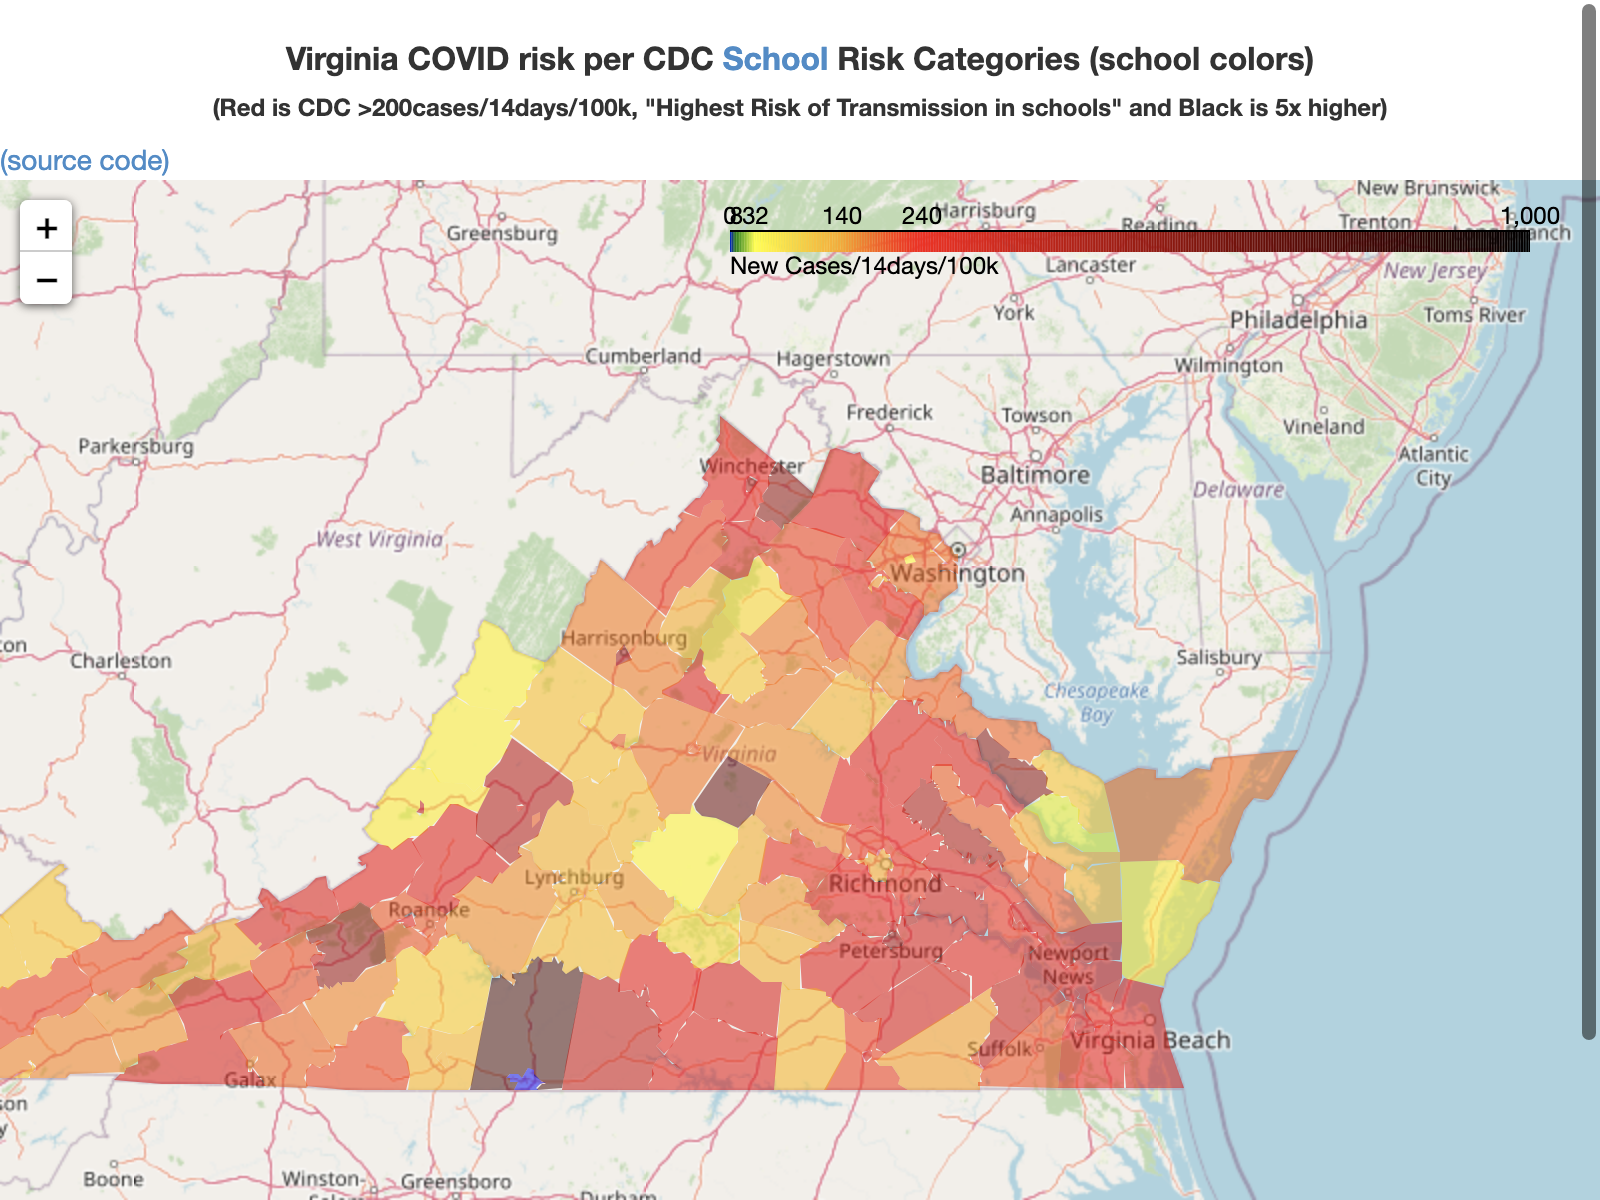 Virginia COVID risk per CDC School Risk Categories (school colors)
(Red is CDC >200cases/14days/100k, "Highest Risk of Transmission in schools" and Black is 5x higher)
(source code)
+
−
0 8 32 140 240 1,000
New Cases/14days/100k
New Brunswick
Harrisburg
Reading
Trenton
Greensburg
Lancaster
New Jersey
York
Philadelphia
Toms River
Cumberland
Hagerstown
Wilmington
Frederick
Towson
Vineland
Parkersburg
Atlantic
City
Winchester
Baltimore
Delaware
Annapolis
West Virginia
Washington
Harrisonburg
Charleston
Salisbury
Chesapeake
Bay
Virginia
Lynchburg
Richmond
Roanoke
Petersburg
Newport
News
Suffolk
Virginia Beach
Galax
Boone
Winston-
Greensboro
Durham